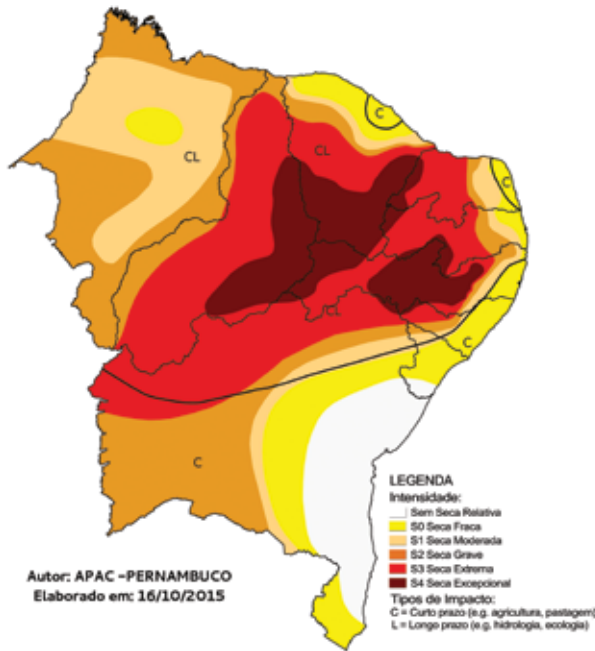 C
CL
CL
C
C
C
LEGENDA
Intensidade:
Sem Seca Relativa
S0 Seca Fraca
S1 Seca Moderada
S2 Seca Grave
S3 Seca Extrema
S4 Seca Excepcional
Tipos de Impacto:
C = Curto prazo (e.g. agricultura, pastagem)
L = Longo prazo (e.g. hidrologia, ecologia)
Autor: APAC -PERNAMBUCO
Elaborado em: 16/10/2015